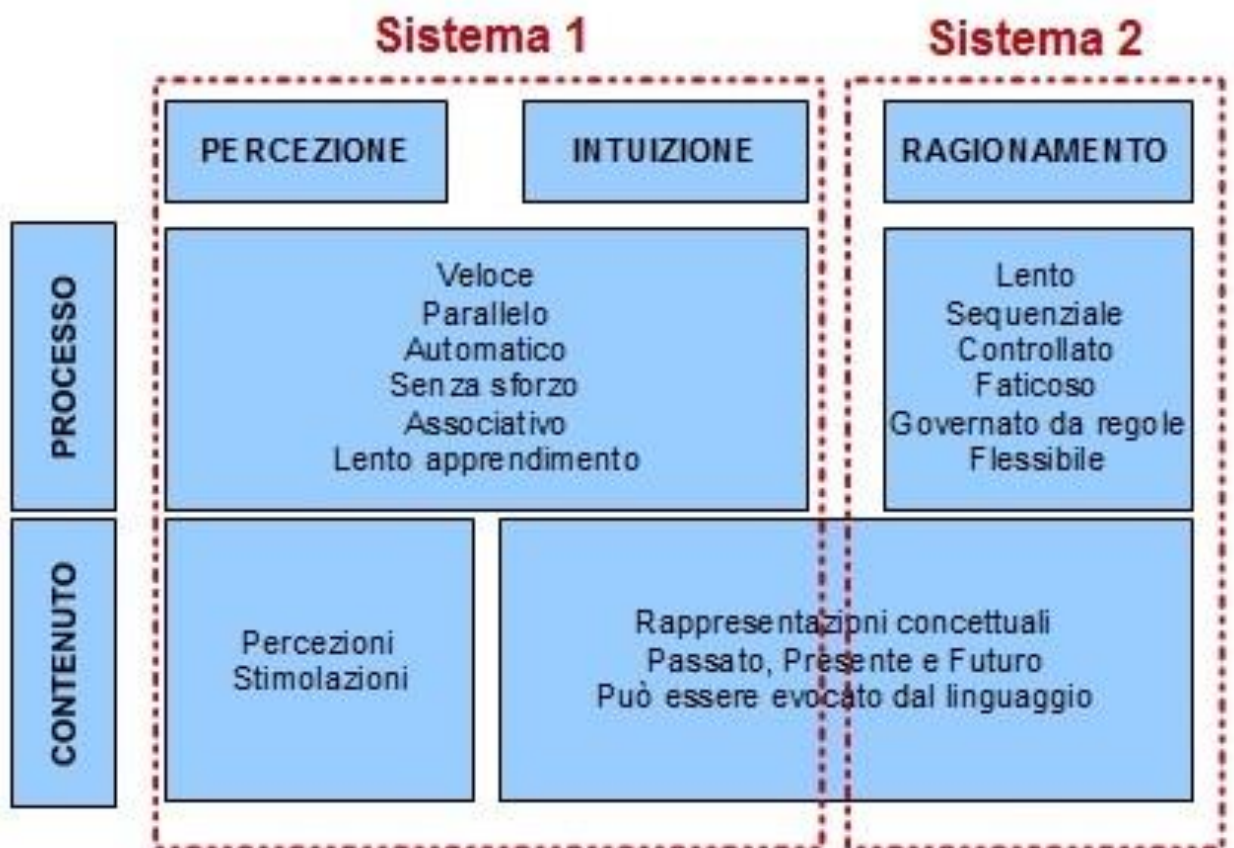 Sistema 1
Sistema 2
PERCEZIONE
INTUIZIONE
RAGIONAMENTO
PROCESSO
Veloce
Parallelo
Automatico
Senza sforzo
Associativo
Lento apprendimento
Lento
Sequenziale
Controllato
Faticoso
Governato da regole
Flessibile
CONTENUTO
Percezioni
Stimolazioni
Rappresentazioni concettuali
Passato, Presente e Futuro
Può essere evocato dal linguaggio